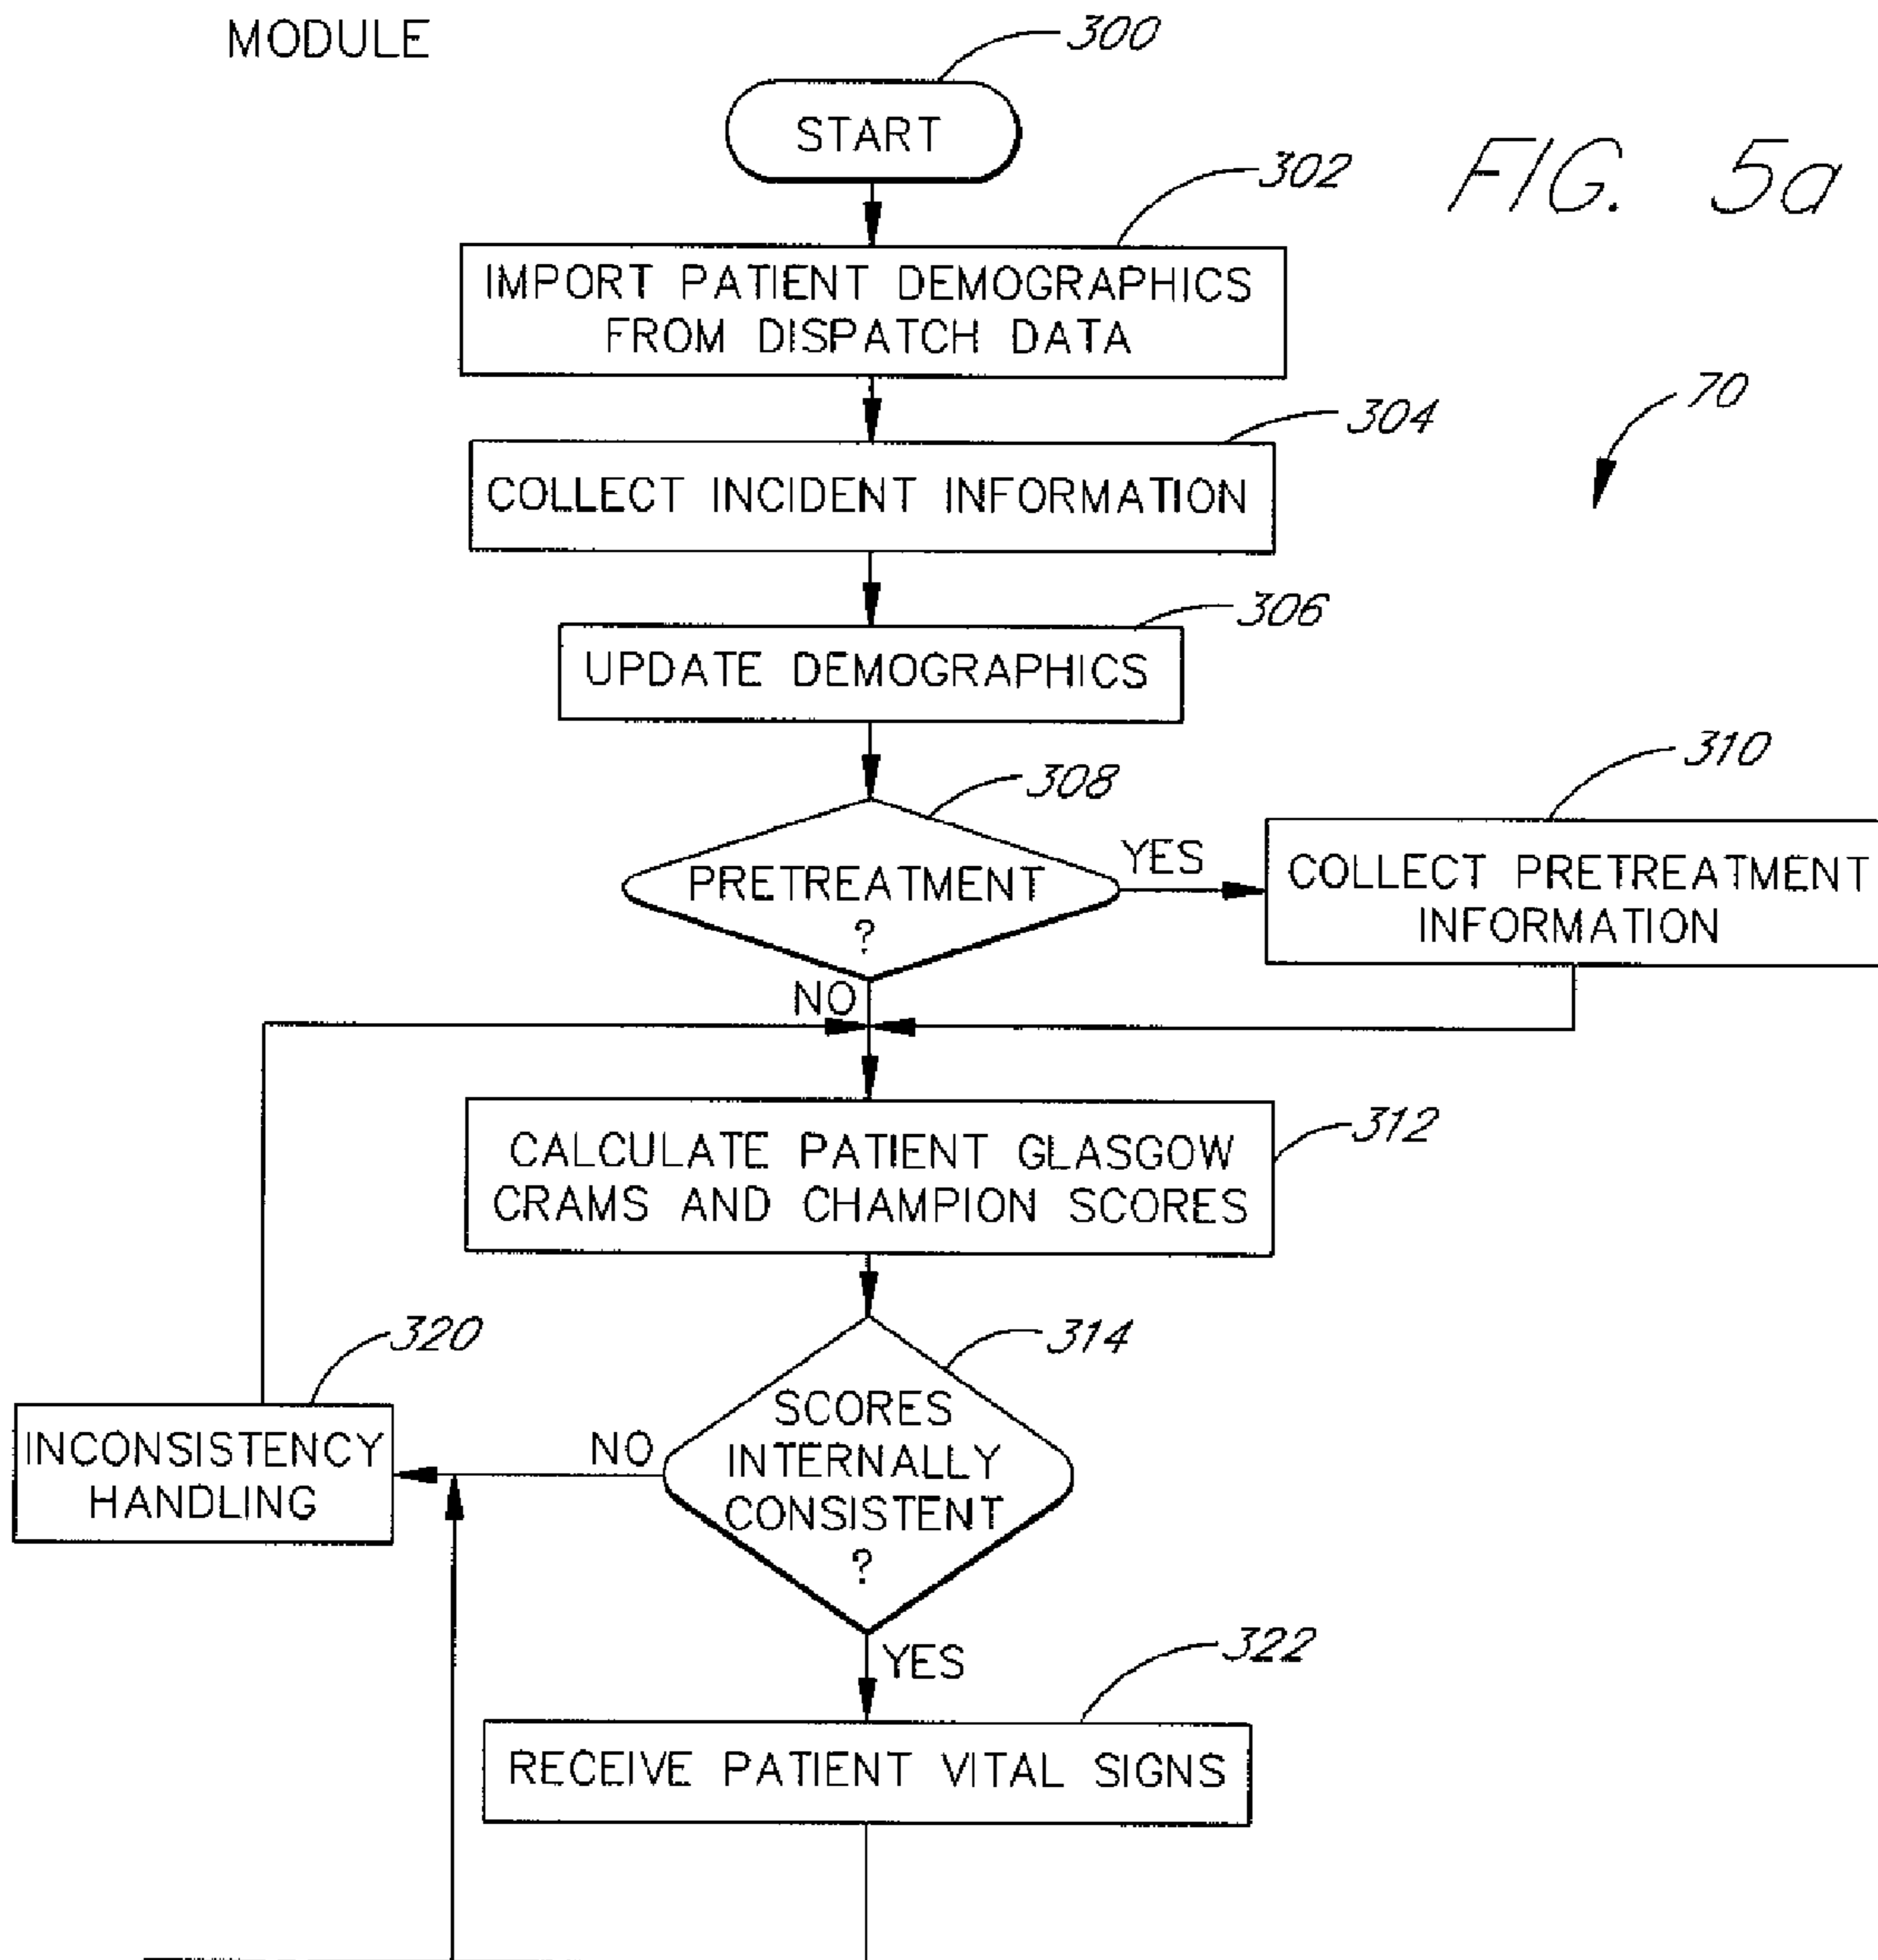 MODULE
300
START
FIG. 5a
302
IMPORT PATIENT DEMOGRAPHICS
FROM DISPATCH DATA
70
304
COLLECT INCIDENT INFORMATION
306
UPDATE DEMOGRAPHICS
308
310
PRETREATMENT
?
YES
COLLECT PRETREATMENT
INFORMATION
NO
312
CALCULATE PATIENT GLASGOW
CRAMS AND CHAMPION SCORES
320
314
INCONSISTENCY
HANDLING
NO
SCORES
INTERNALLY
CONSISTENT
?
YES
322
RECEIVE PATIENT VITAL SIGNS